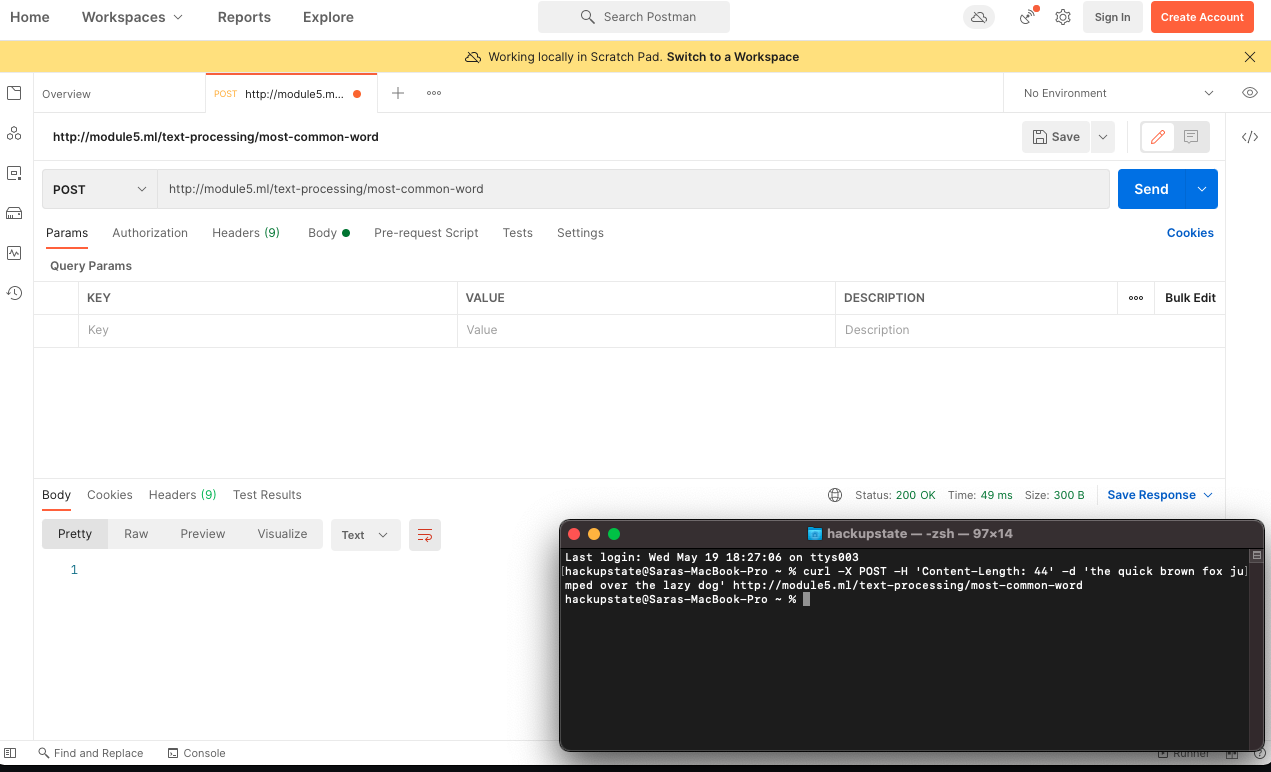 Home Workspaces Reports Explore Search Postman Sign In Create Account
Working locally in Scratch Pad. Switch to a Workspace
Overview POST http://module5.m... No Environment
http://module5.ml/text-processing/most-common-word Save
POST http://module5.ml/text-processing/most-common-word Send
Params Authorization Headers (9) Body Pre-request Script Tests Settings Cookies
Query Params
KEY VALUE DESCRIPTION Bulk Edit
Key Value Description
Body Cookies Headers (9) Test Results Status: 200 OK Time: 49 ms Size: 300 B Save Response
Pretty Raw Preview Visualize Text
1
hackupstate — -zsh — 97×14
Last login: Wed May 19 18:27:06 on ttys003
[hackupstate@Saras-MacBook-Pro ~ % curl -X POST -H 'Content-Length: 44' -d 'the quick brown fox ju]
mped over the lazy dog' http://module5.ml/text-processing/most-common-word
hackupstate@Saras-MacBook-Pro ~ %
Find and Replace Console Runner